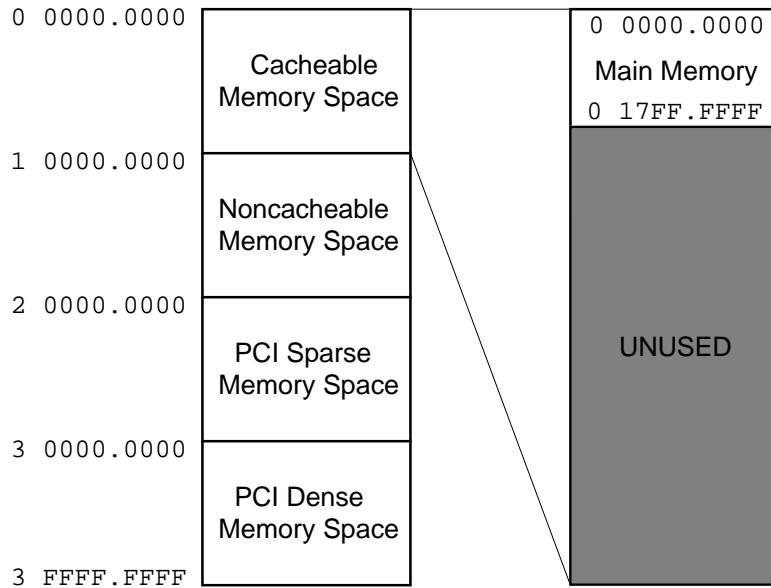 0 0000.0000
Cacheable
Memory Space
1 0000.0000
Noncacheable
Memory Space
2 0000.0000
PCI Sparse
Memory Space
3 0000.0000
PCI Dense
Memory Space
3 FFFF.FFFF
0 0000.0000
Main Memory
0 17FF.FFFF
UNUSED